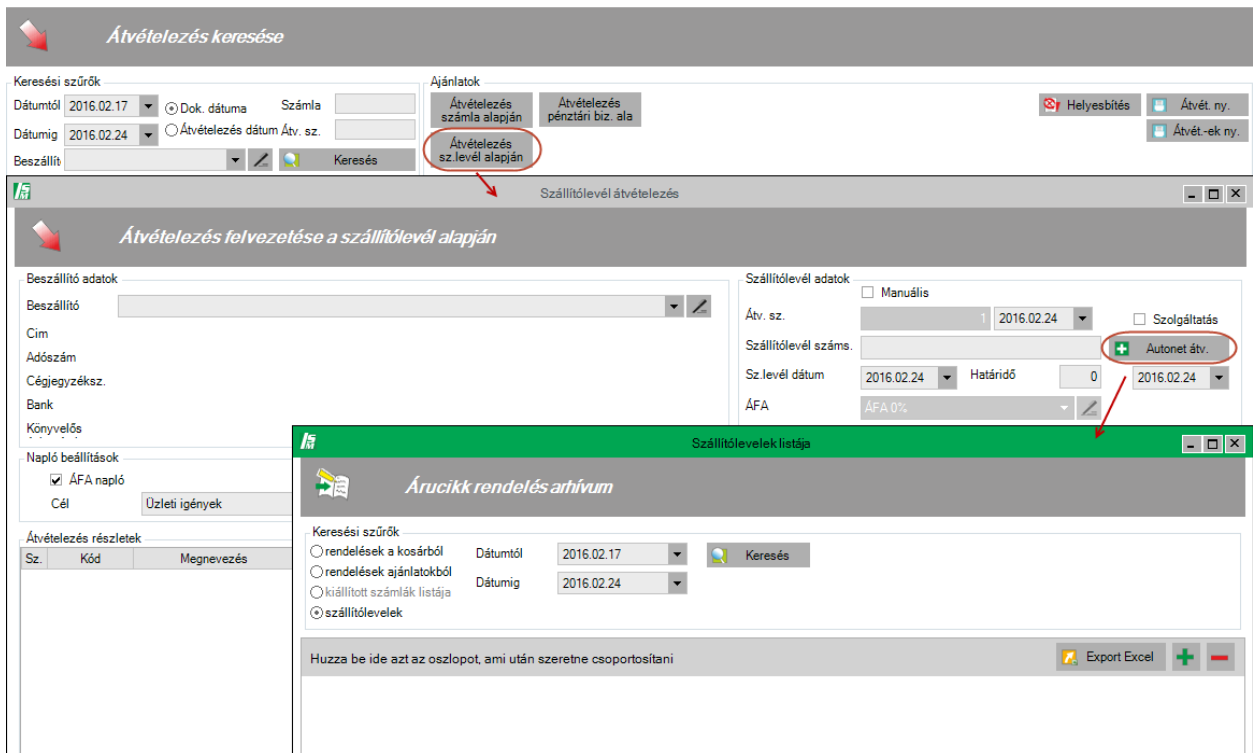 Átvételezés keresése
Keresési szűrők
Dátumtól 2016.02.17 Dok. dátuma Számla
Dátumig 2016.02.24 Átvételezés dátum Átv. sz.
Beszállít Keresés
Ajánlatok
Átvételezés számla alapján
Átvételezés pénztári biz. ala
Átvételezés sz.levél alapján
Helyesbítés Átvét. ny.
Átvét.-ek ny.
Szállítólevél átvételezés
Átvételezés felvezetése a szállítólevél alapján
Beszállító adatok
Beszállító
Cim
Adószám
Cégjegyzéksz.
Bank
Könyvelős
Szállítólevél adatok
Manuális
Átv. sz. 1 2016.02.24 Szolgáltatás
Szállítólevél száms. Autonet átv.
Sz.levél dátum 2016.02.24 Határidő 0 2016.02.24
ÁFA ÁFA 0%
Napló beállítások
ÁFA napló
Cél Üzleti igények
Átvételezés részletek
Sz. Kód Megnevezés
Szállítólevelek listája
Árucikk rendelés arhívum
Keresési szűrők
rendelések a kosárból Dátumtól 2016.02.17 Keresés
rendelések ajánlatokból Dátumig 2016.02.24
kiállított számlák listája
szállítólevelek
Huzza be ide azt az oszlopot, ami után szeretne csoportosítani Export Excel